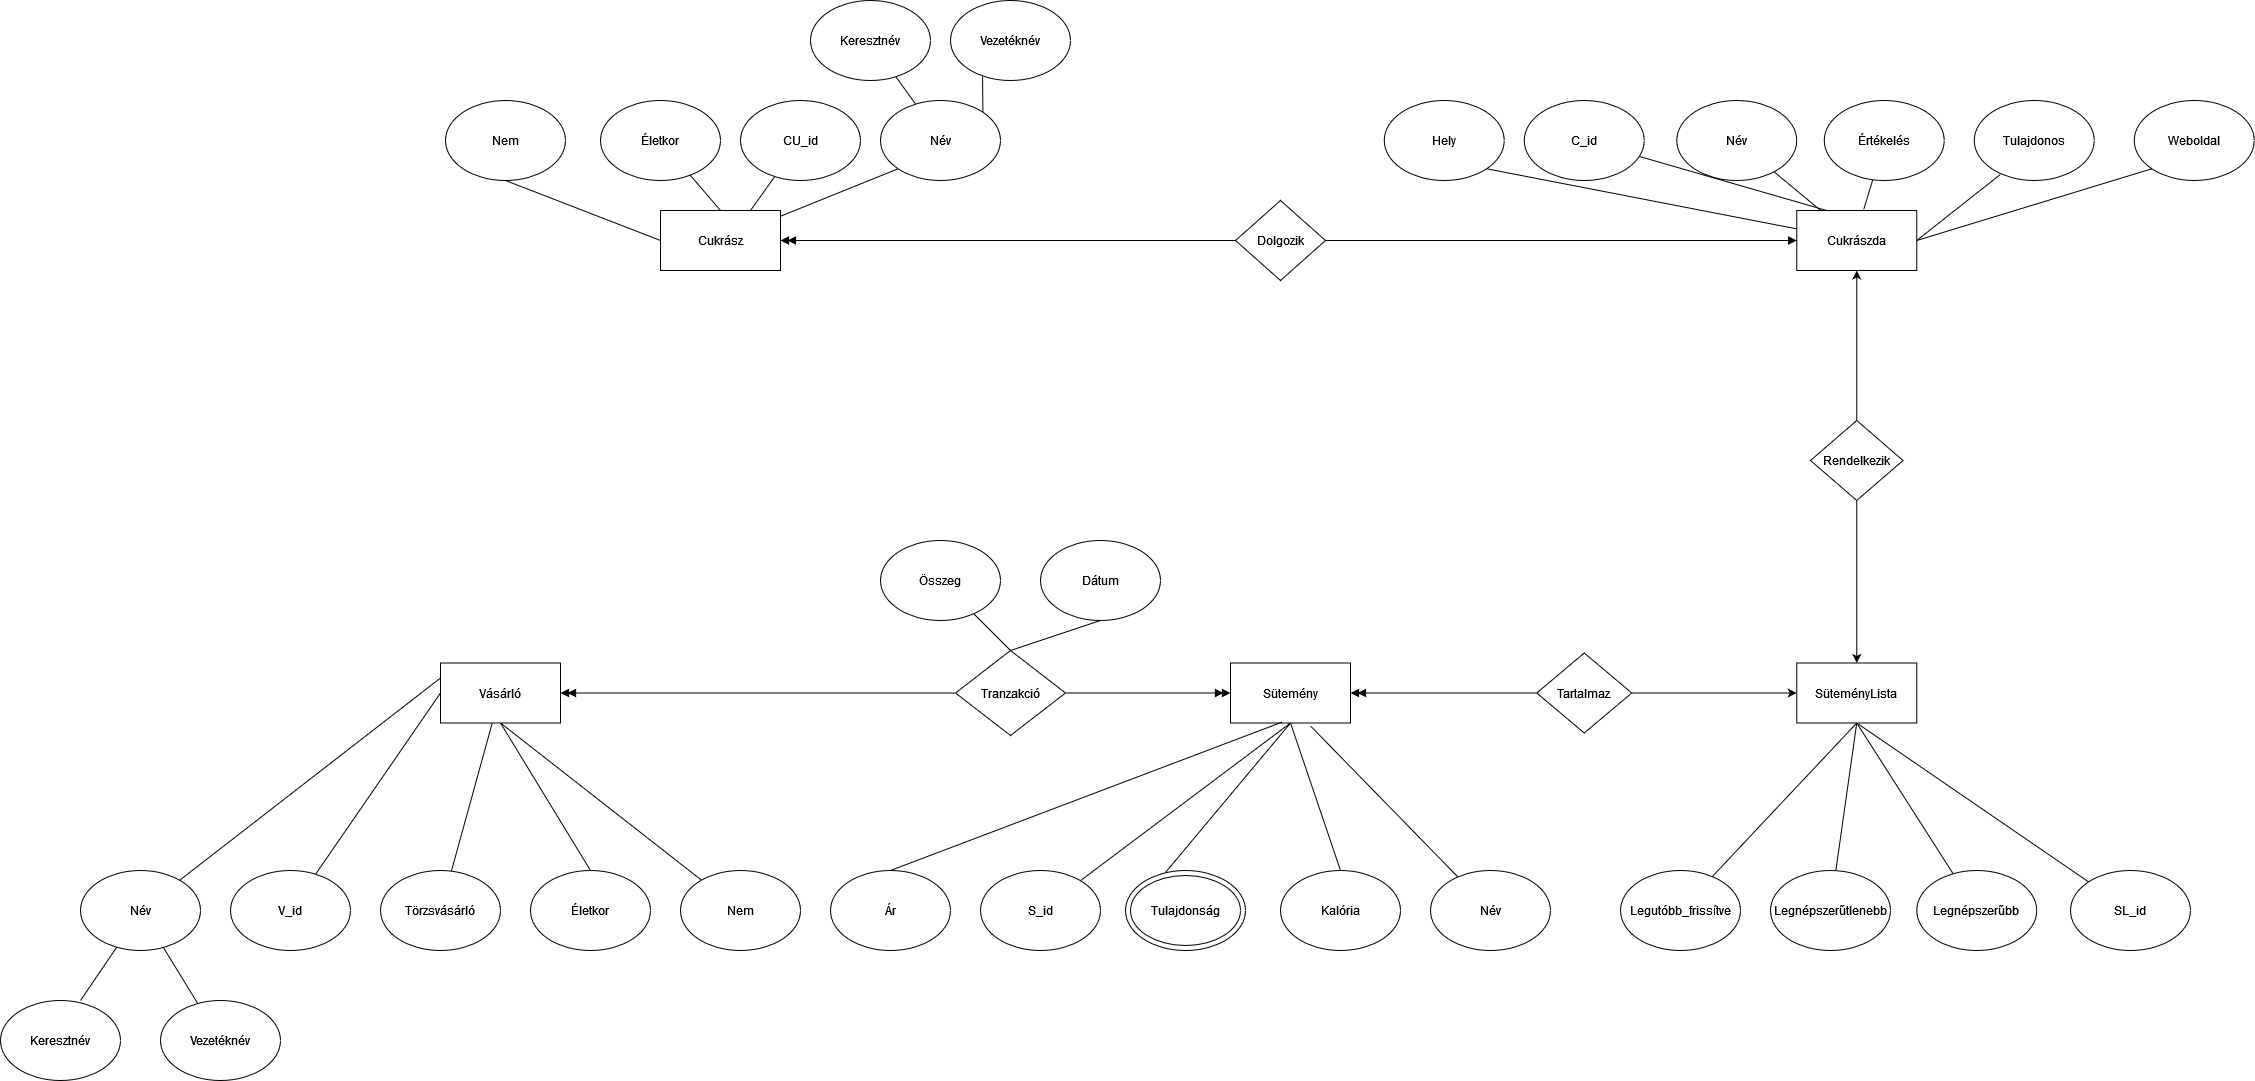 Keresztnév
Vezetéknév
Nem
Életkor
CU_id
Név
Hely
C_id
Név
Értékelés
Tulajdonos
Weboldal
Cukrász
Dolgozik
Cukrászda
Rendelkezik
Összeg
Dátum
Vásárló
Tranzakció
Sütemény
Tartalmaz
SüteményLista
Név
V_id
Törzsvásárló
Életkor
Nem
Ár
S_id
Tulajdonság
Kalória
Név
Legutóbb_frissítve
Legnépszerűtlenebb
Legnépszerűbb
SL_id
Keresztnév
Vezetéknév